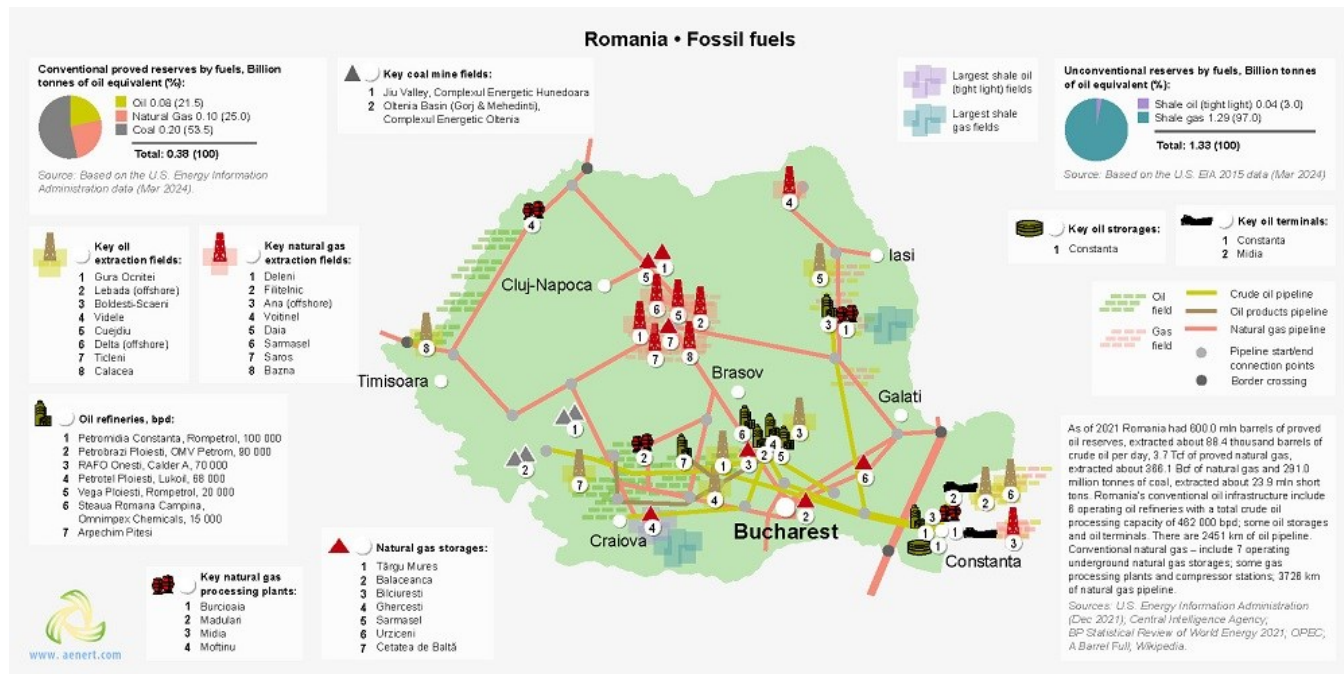 Romania • Fossil fuels
Conventional proved reserves by fuels, Billion
tonnes of oil equivalent (%):
Oil 0.08 (21.5)
Natural Gas 0.10 (25.0)
Coal 0.20 (53.5)
Total: 0.38 (100)
Source: Based on the U.S. Energy Information
Administration data (Mar 2024).
Key coal mine fields:
1 Jiu Valley, Complexul Energetic Hunedoara
2 Oltenia Basin (Gorj & Mehedinti),
Complexul Energetic Oltenia
Largest shale oil
(tight light) fields
Largest shale
gas fields
Unconventional reserves by fuels, Billion tonnes
of oil equivalent (%):
Shale oil (tight light) 0.04 (3.0)
Shale gas 1.29 (97.0)
Total: 1.33 (100)
Source: Based on the U.S. EIA 2015 data (Mar 2024)
Key oil
extraction fields:
1 Gura Ocnitei
2 Lebada (offshore)
3 Boldesti-Scaeni
4 Videle
5 Cuejdiu
6 Delta (offshore)
7 Ticleni
8 Calacea
Key natural gas
extraction fields:
1 Deleni
2 Filitelnic
3 Ana (offshore)
4 Voitinel
5 Daia
6 Sarmasel
7 Saros
8 Bazna
Key oil strorages:
1 Constanta
Key oil terminals:
1 Constanta
2 Midia
Oil
field
Gas
field
Crude oil pipeline
Oil products pipeline
Natural gas pipeline
Pipeline start/end
connection points
Border crossing
Oil refineries, bpd:
1 Petromidia Constanta, Rompetrol, 100 000
2 Petrobrazi Ploiesti, OMV Petrom, 90 000
3 RAFO Onesti, Calder A, 70 000
4 Petrotel Ploiesti, Lukoil, 68 000
5 Vega Ploiesti, Rompetrol, 20 000
6 Steaua Romana Campina,
Omnimpex Chemicals, 15 000
7 Arpechim Pitesi
Key natural gas
processing plants:
1 Burcioaia
2 Madulari
3 Midia
4 Moftinu
Natural gas storages:
1 Târgu Mures
2 Balaceanca
3 Bilciuresti
4 Ghercesti
5 Sarmasel
6 Urziceni
7 Cetatea de Baltă
Iasi
Cluj-Napoca
Timisoara
Brasov
Galati
Bucharest
Craiova
Constanta
As of 2021 Romania had 600.0 mln barrels of proved
oil reserves, extracted about 88.4 thousand barrels of
crude oil per day, 3.7 Tcf of proved natural gas,
extracted about 366.1 Bcf of natural gas and 291.0
million tonnes of coal, extracted about 23.9 mln short
tons. Romania's conventional oil infrastructure include
6 operating oil refineries with a total crude oil
processing capacity of 462 000 bpd; some oil storages
and oil terminals. There are 2451 km of oil pipeline.
Conventional natural gas – include 7 operating
underground natural gas storages; some gas
processing plants and compressor stations; 3726 km
of natural gas pipeline.
Sources: U.S. Energy Information Administration
(Dec 2021); Central Intelligence Agency;
BP Statistical Review of World Energy 2021; OPEC;
A Barrel Full; Wikipedia.
www.aenert.com